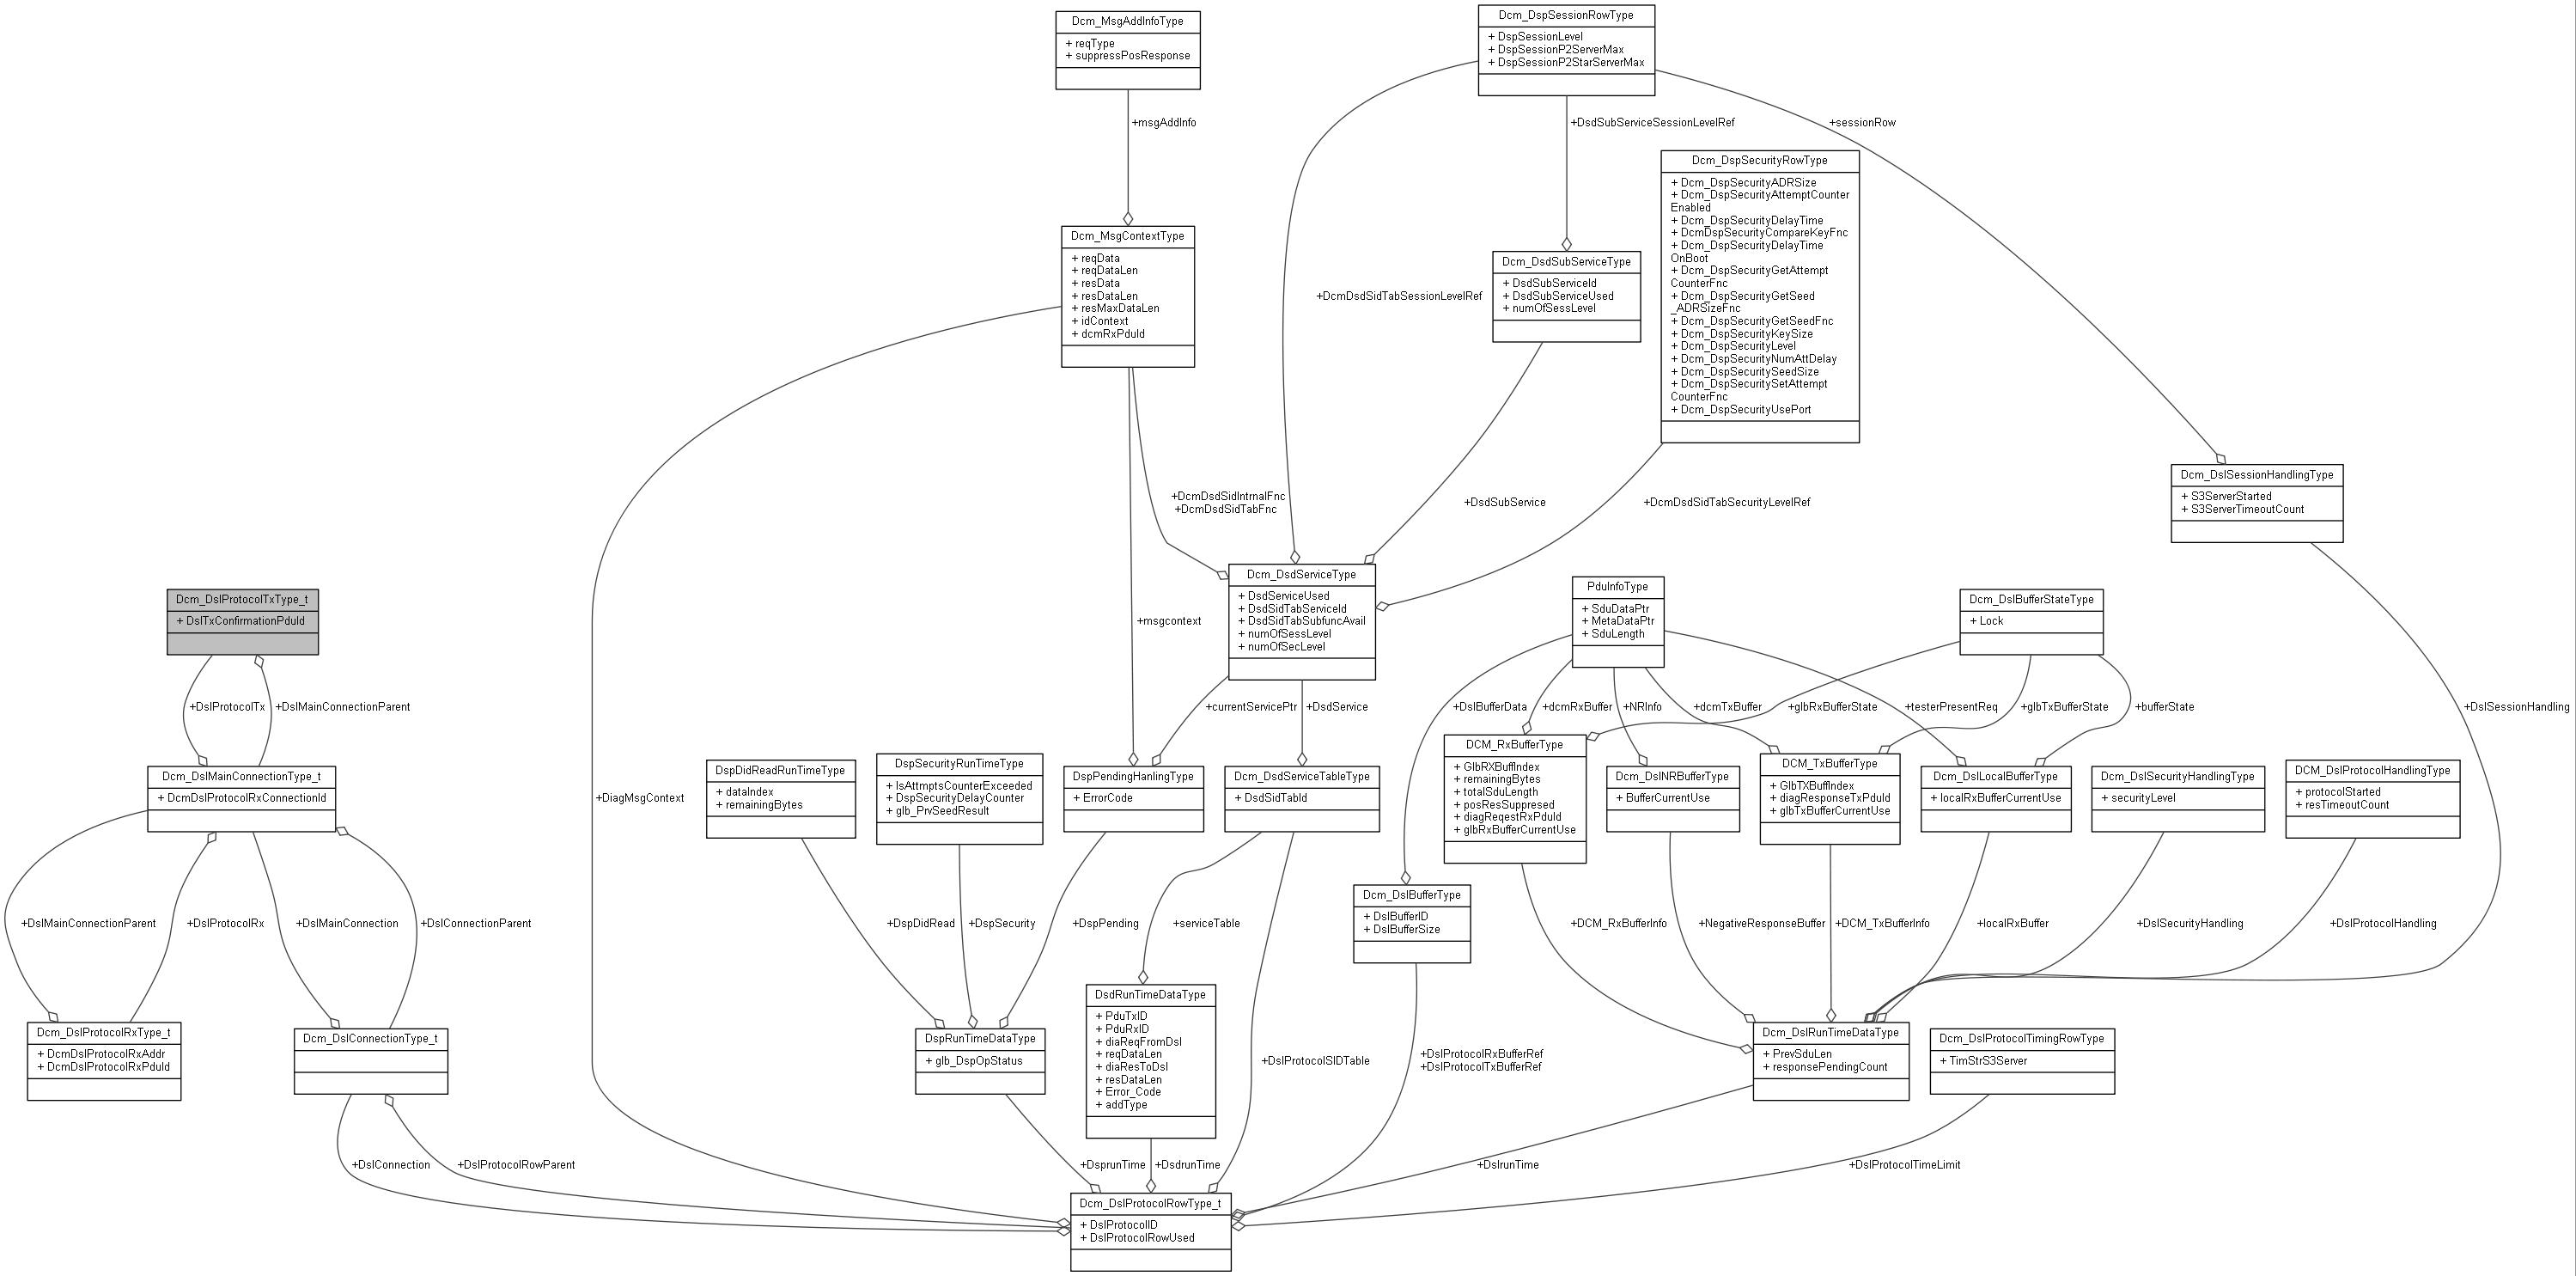 Dcm_MsgAddInfoType
+ reqType
+ suppressPosResponse
Dcm_DspSessionRowType
+ DspSessionLevel
+ DspSessionP2ServerMax
+ DspSessionP2StarServerMax
+msgAddInfo
+DsdSubServiceSessionLevelRef
+sessionRow
Dcm_DspSecurityRowType
+ Dcm_DspSecurityADRSize
+ Dcm_DspSecurityAttemptCounter
Enabled
+ Dcm_DspSecurityDelayTime
+ DcmDspSecurityCompareKeyFnc
+ Dcm_DspSecurityDelayTime
OnBoot
+ Dcm_DspSecurityGetAttempt
CounterFnc
+ Dcm_DspSecurityGetSeed
_ADRSizeFnc
+ Dcm_DspSecurityGetSeedFnc
+ Dcm_DspSecurityKeySize
+ Dcm_DspSecurityLevel
+ Dcm_DspSecurityNumAttDelay
+ Dcm_DspSecuritySeedSize
+ Dcm_DspSecuritySetAttempt
CounterFnc
+ Dcm_DspSecurityUsePort
Dcm_MsgContextType
+ reqData
+ reqDataLen
+ resData
+ resDataLen
+ resMaxDataLen
+ idContext
+ dcmRxPduId
Dcm_DsdSubServiceType
+ DsdSubServiceId
+ DsdSubServiceUsed
+ numOfSessLevel
+DcmDsdSidTabSessionLevelRef
Dcm_DslSessionHandlingType
+ S3ServerStarted
+ S3ServerTimeoutCount
+DcmDsdSidIntrnalFnc
+DcmDsdSidTabFnc
+DsdSubService
+DcmDsdSidTabSecurityLevelRef
Dcm_DslProtocolTxType_t
+ DslTxConfirmationPduId
+msgcontext
Dcm_DsdServiceType
+ DsdServiceUsed
+ DsdSidTabServiceId
+ DsdSidTabSubfuncAvail
+ numOfSessLevel
+ numOfSecLevel
PduInfoType
+ SduDataPtr
+ MetaDataPtr
+ SduLength
Dcm_DslBufferStateType
+ Lock
+DslProtocolTx
+DslMainConnectionParent
+currentServicePtr
+DsdService
+DslBufferData
+dcmRxBuffer
+NRInfo
+dcmTxBuffer
+glbRxBufferState
+testerPresentReq
+glbTxBufferState
+bufferState
+DslSessionHandling
Dcm_DslMainConnectionType_t
+ DcmDslProtocolRxConnectionId
+DiagMsgContext
DspDidReadRunTimeType
+ dataIndex
+ remainingBytes
DspSecurityRunTimeType
+ IsAttmptsCounterExceeded
+ DspSecurityDelayCounter
+ glb_PrvSeedResult
DspPendingHanlingType
+ ErrorCode
Dcm_DsdServiceTableType
+ DsdSidTabId
DCM_RxBufferType
+ GlbRXBuffIndex
+ remainingBytes
+ totalSduLength
+ posResSuppresed
+ diagReqestRxPduId
+ glbRxBufferCurrentUse
Dcm_DslNRBufferType
+ BufferCurrentUse
DCM_TxBufferType
+ GlbTXBuffIndex
+ diagResponseTxPduId
+ glbTxBufferCurrentUse
Dcm_DslLocalBufferType
+ localRxBufferCurrentUse
Dcm_DslSecurityHandlingType
+ securityLevel
DCM_DslProtocolHandlingType
+ protocolStarted
+ resTimeoutCount
Dcm_DslBufferType
+ DslBufferID
+ DslBufferSize
+DslMainConnectionParent
+DslProtocolRx
+DslMainConnection
+DslConnectionParent
+DspDidRead
+DspSecurity
+DspPending
+serviceTable
+DCM_RxBufferInfo
+NegativeResponseBuffer
+DCM_TxBufferInfo
+localRxBuffer
+DslSecurityHandling
+DslProtocolHandling
Dcm_DslProtocolRxType_t
+ DcmDslProtocolRxAddr
+ DcmDslProtocolRxPduId
Dcm_DslConnectionType_t
DspRunTimeDataType
+ glb_DspOpStatus
DsdRunTimeDataType
+ PduTxID
+ PduRxID
+ diaReqFromDsl
+ reqDataLen
+ diaResToDsl
+ resDataLen
+ Error_Code
+ addType
+DslProtocolSIDTable
+DslProtocolRxBufferRef
+DslProtocolTxBufferRef
Dcm_DslRunTimeDataType
+ PrevSduLen
+ responsePendingCount
Dcm_DslProtocolTimingRowType
+ TimStrS3Server
+DslConnection
+DslProtocolRowParent
+DsprunTime
+DsdrunTime
+DslrunTime
+DslProtocolTimeLimit
Dcm_DslProtocolRowType_t
+ DslProtocolID
+ DslProtocolRowUsed